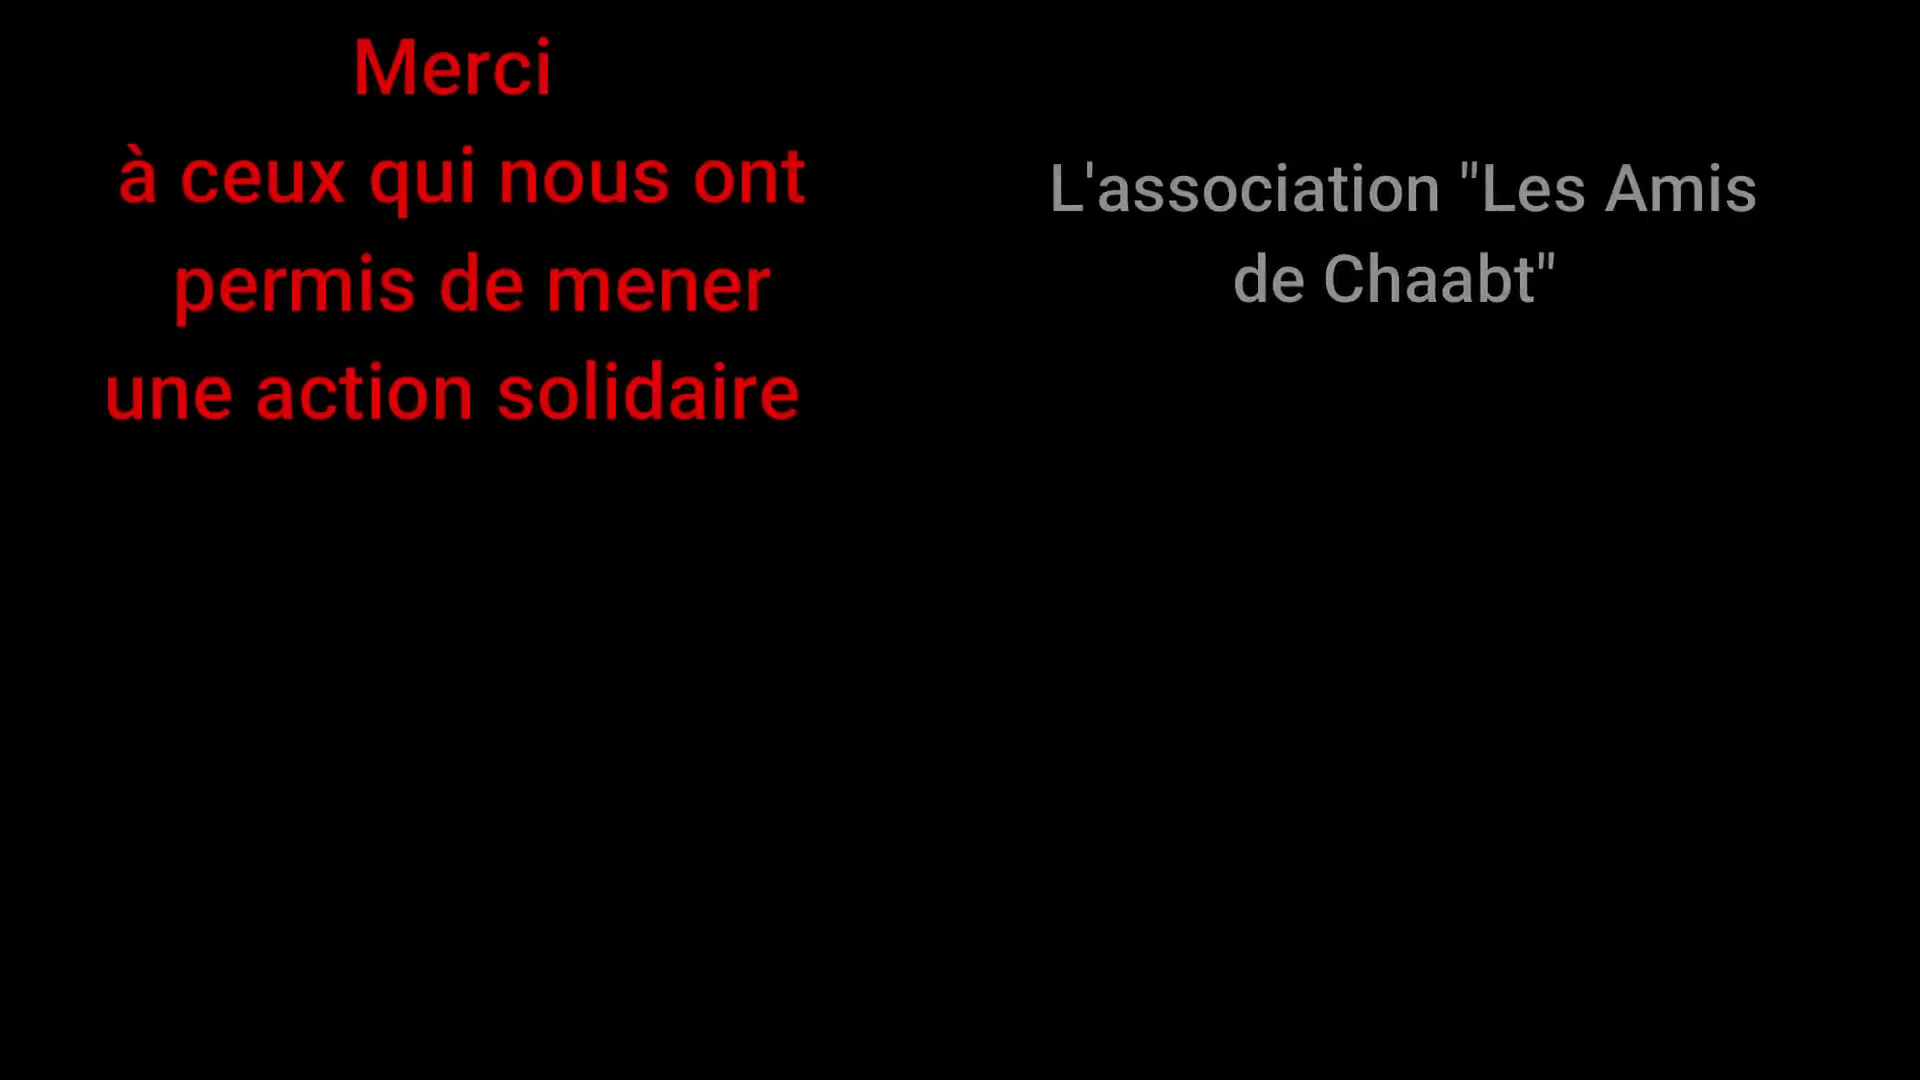 Merci
à ceux qui nous ont
permis de mener
une action solidaire
L'association "Les Amis
de Chaabt"